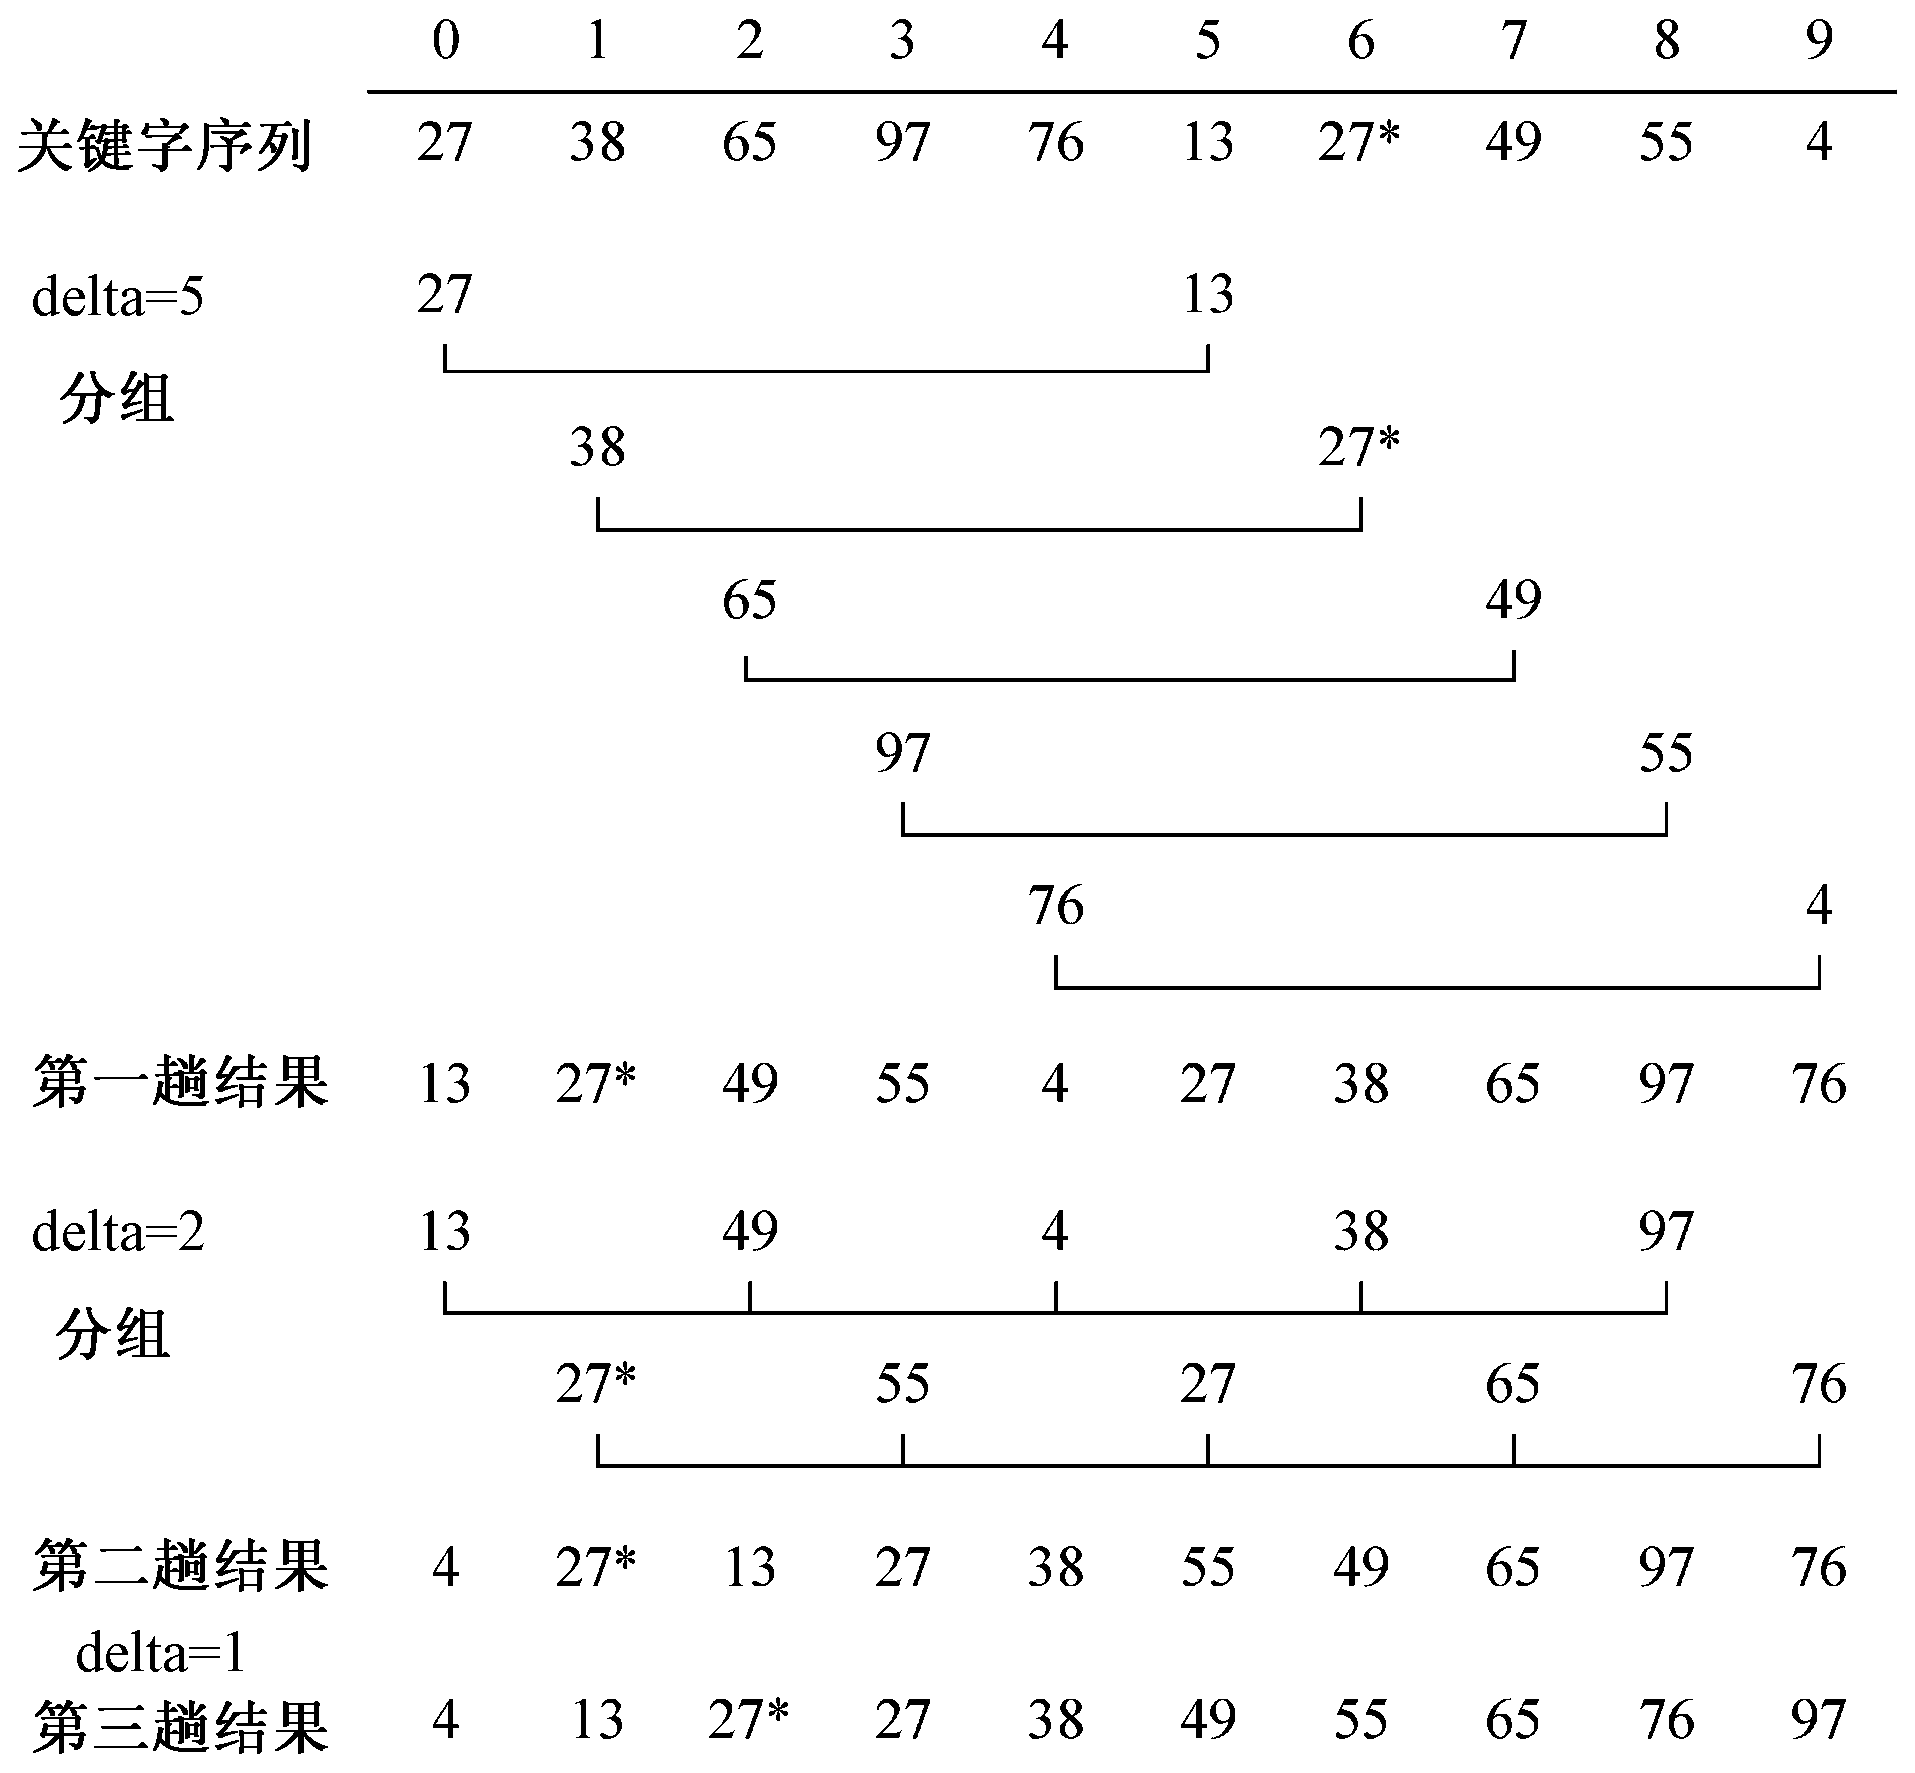 0 1 2 3 4 5 6 7 8 9
关键字序列 27 38 65 97 76 13 27* 49 55 4
delta=5 27 13
分组
38 27*
65 49
97 55
76 4
第一趟结果 13 27* 49 55 4 27 38 65 97 76
delta=2 13 49 4 38 97
分组
27* 55 27 65 76
第二趟结果 4 27* 13 27 38 55 49 65 97 76
delta=1
第三趟结果 4 13 27* 27 38 49 55 65 76 97